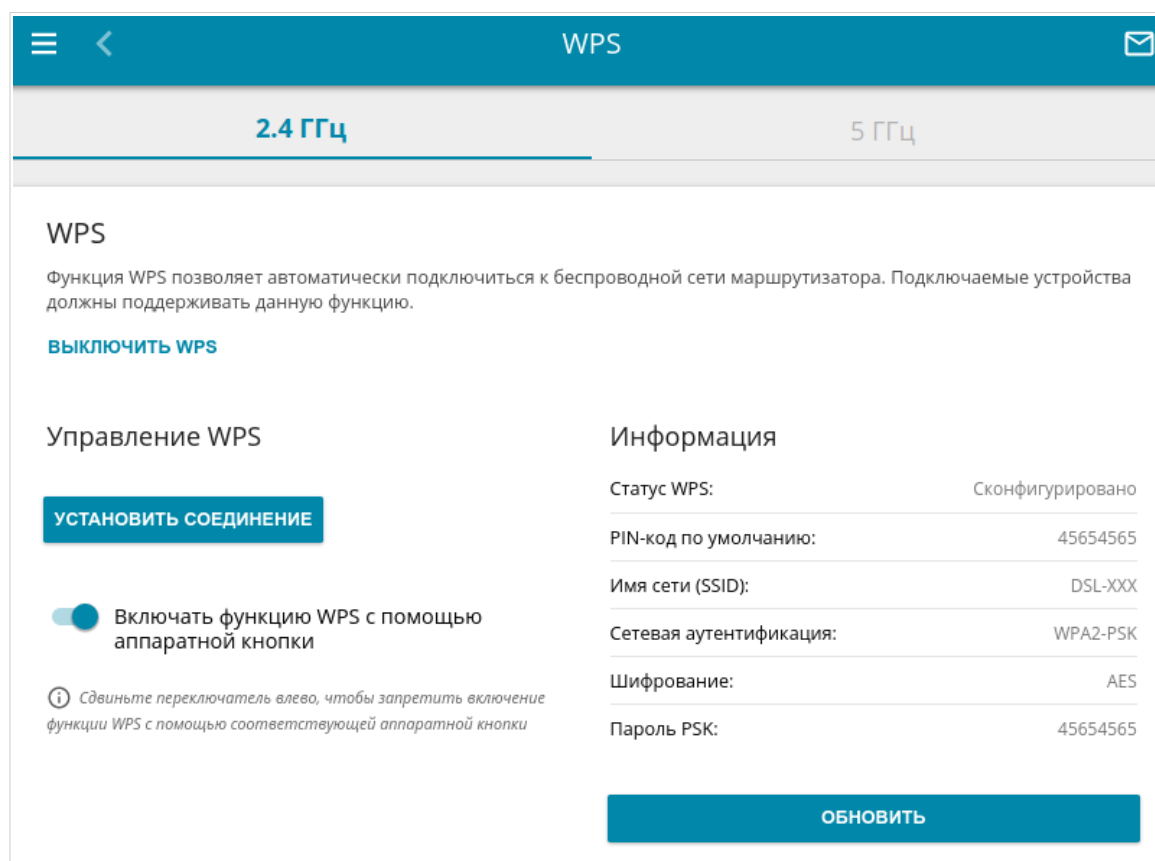 WPS
2.4 ГГц
5 ГГц
WPS
Функция WPS позволяет автоматически подключиться к беспроводной сети маршрутизатора. Подключаемые устройства
должны поддерживать данную функцию.
ВЫКЛЮЧИТЬ WPS
Управление WPS
УСТАНОВИТЬ СОЕДИНЕНИЕ
Включать функцию WPS с помощью
аппаратной кнопки
Сдвиньте переключатель влево, чтобы запретить включение
функции WPS с помощью соответствующей аппаратной кнопки
Информация
Статус WPS: Сконфигурировано
PIN-код по умолчанию: 45654565
Имя сети (SSID): DSL-XXX
Сетевая аутентификация: WPA2-PSK
Шифрование: AES
Пароль PSK: 45654565
ОБНОВИТЬ